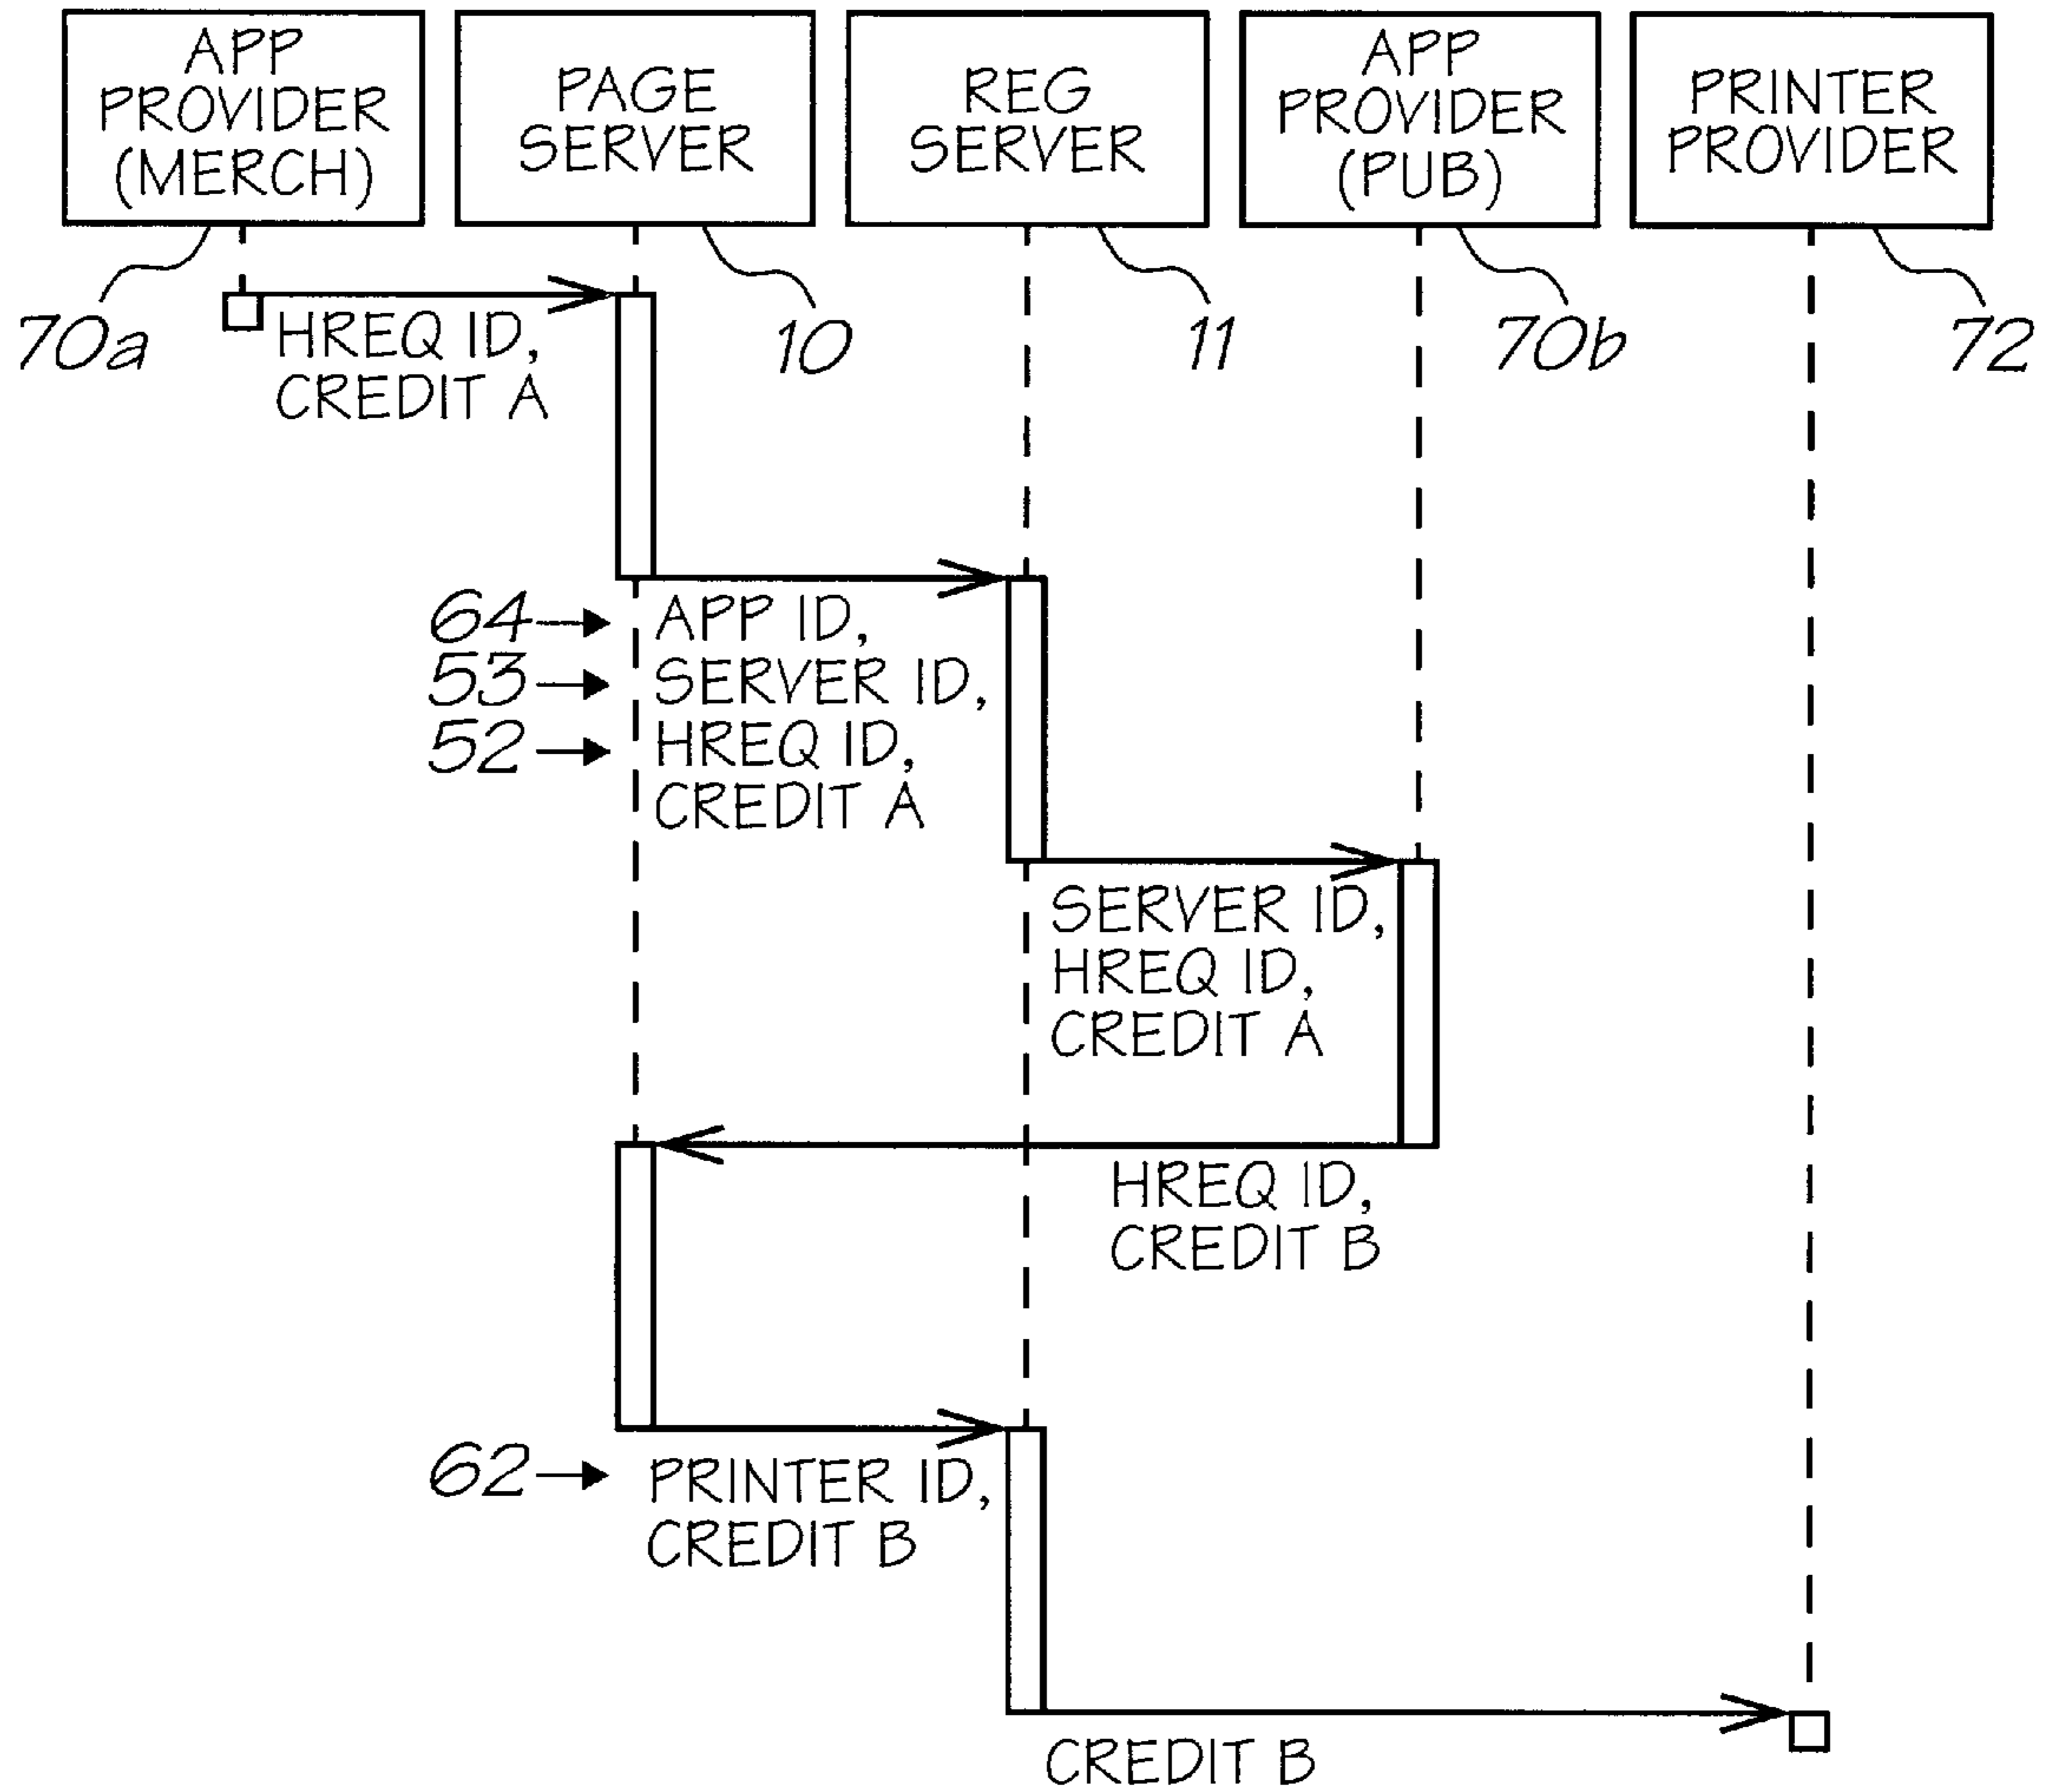 APP
PROVIDER
(MERCH)
PAGE
SERVER
REG
SERVER
APP
PROVIDER
(PUB)
PRINTER
PROVIDER
70a
10
11
70b
72
HREQ ID,
CREDIT A
64
APP ID,
53
SERVER ID,
52
HREQ ID,
CREDIT A
SERVER ID,
HREQ ID,
CREDIT A
HREQ ID,
CREDIT B
62
PRINTER ID,
CREDIT B
CREDIT B